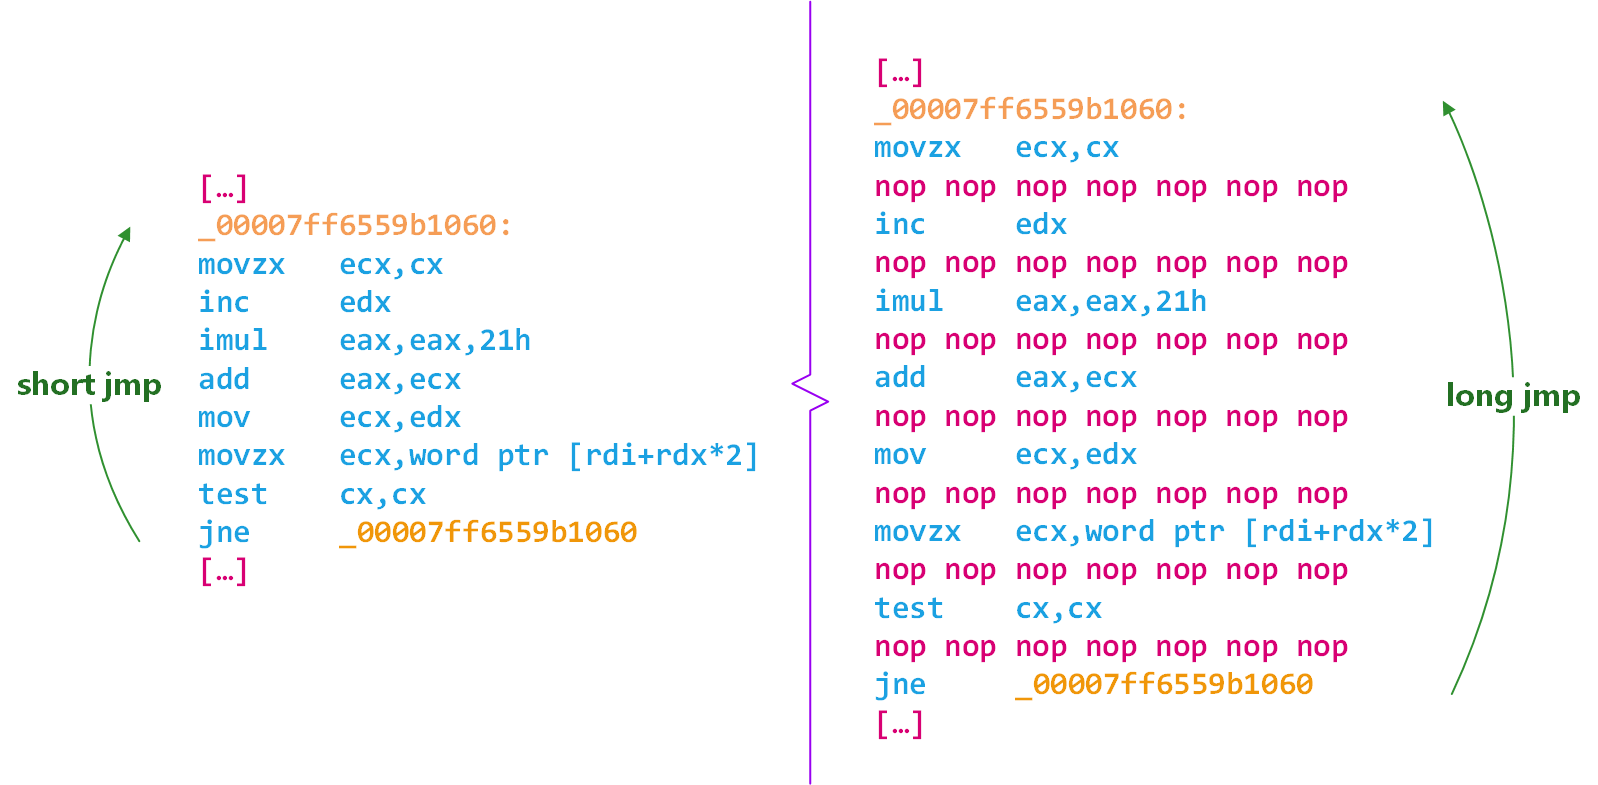 […]
_00007ff6559b1060:
movzx ecx,cx
inc edx
imul eax,eax,21h
add eax,ecx
mov ecx,edx
movzx ecx,word ptr [rdi+rdx*2]
test cx,cx
jne _00007ff6559b1060
[…]
short jmp
[…]
_00007ff6559b1060:
movzx ecx,cx
nop nop nop nop nop nop nop
inc edx
nop nop nop nop nop nop nop
imul eax,eax,21h
nop nop nop nop nop nop nop
add eax,ecx
nop nop nop nop nop nop nop
mov ecx,edx
nop nop nop nop nop nop nop
movzx ecx,word ptr [rdi+rdx*2]
nop nop nop nop nop nop nop
test cx,cx
nop nop nop nop nop nop nop
jne _00007ff6559b1060
[…]
long jmp